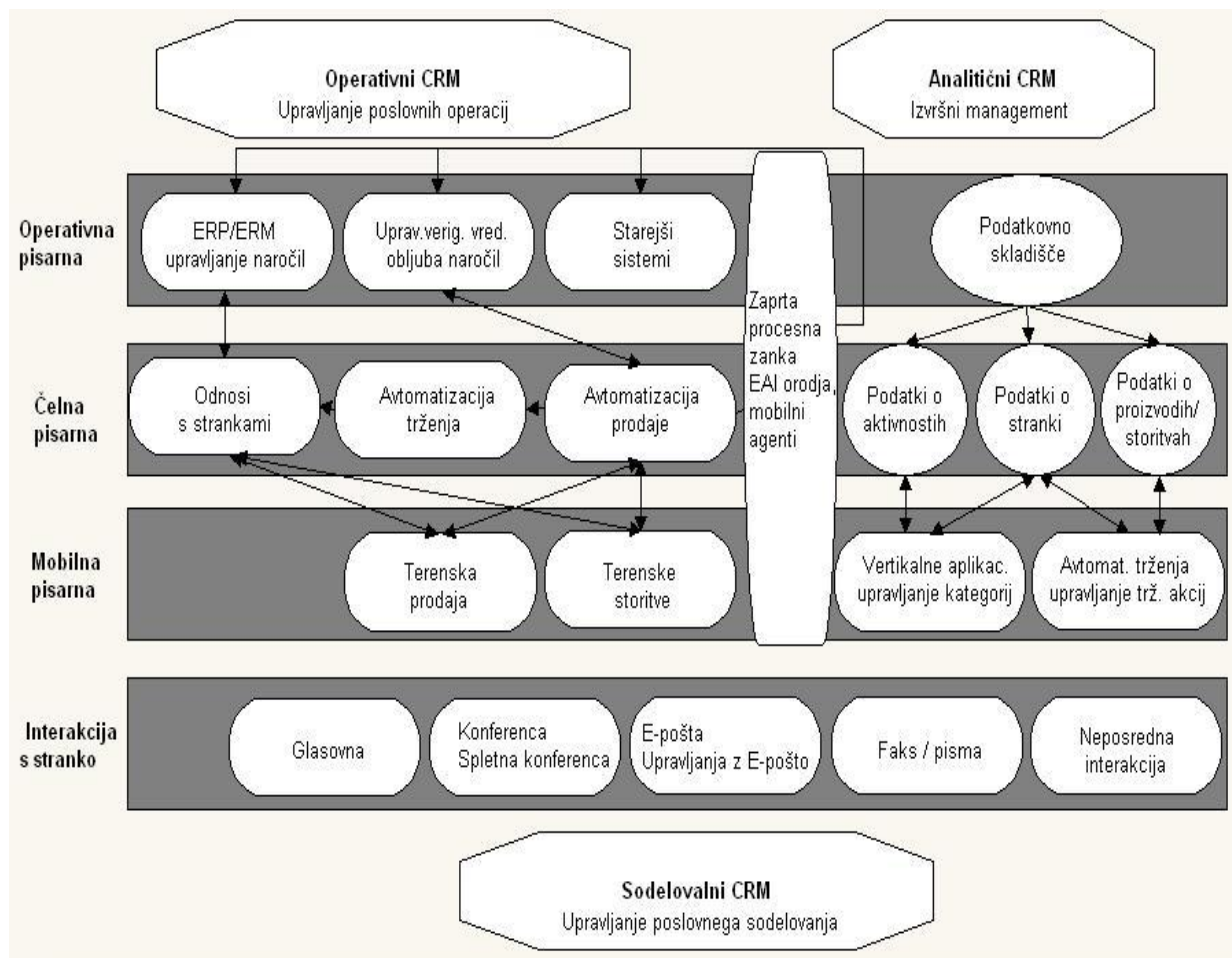 Operativni CRM
Upravljanje poslovnih operacij
Analitični CRM
Izvršni management
Operativna
pisarna
ERP/ERM
upravljanje naročil
Uprav.verig. vred.
obljuba naročil
Starejši
sistemi
Podatkovno
skladišče
Zaprta
procesna
zanka
EAI orodja,
mobilni
agenti
Čelna
pisarna
Odnosi
s strankami
Avtomatizacija
trženja
Avtomatizacija
prodaje
Podatki o
aktivnostih
Podatki o
stranki
Podatki o
proizvodih/
storitvah
Mobilna
pisarna
Terenska
prodaja
Terenske
storitve
Vertikalne aplikac.
upravljanje kategorij
Avtomat. trženja
upravljanje trž. akcij
Interakcija
s stranko
Glasovna
Konferenca
Spletna konferenca
E-pošta
Upravljanja z E-pošto
Faks / pisma
Neposredna
interakcija
Sodelovalni CRM
Upravljanje poslovnega sodelovanja